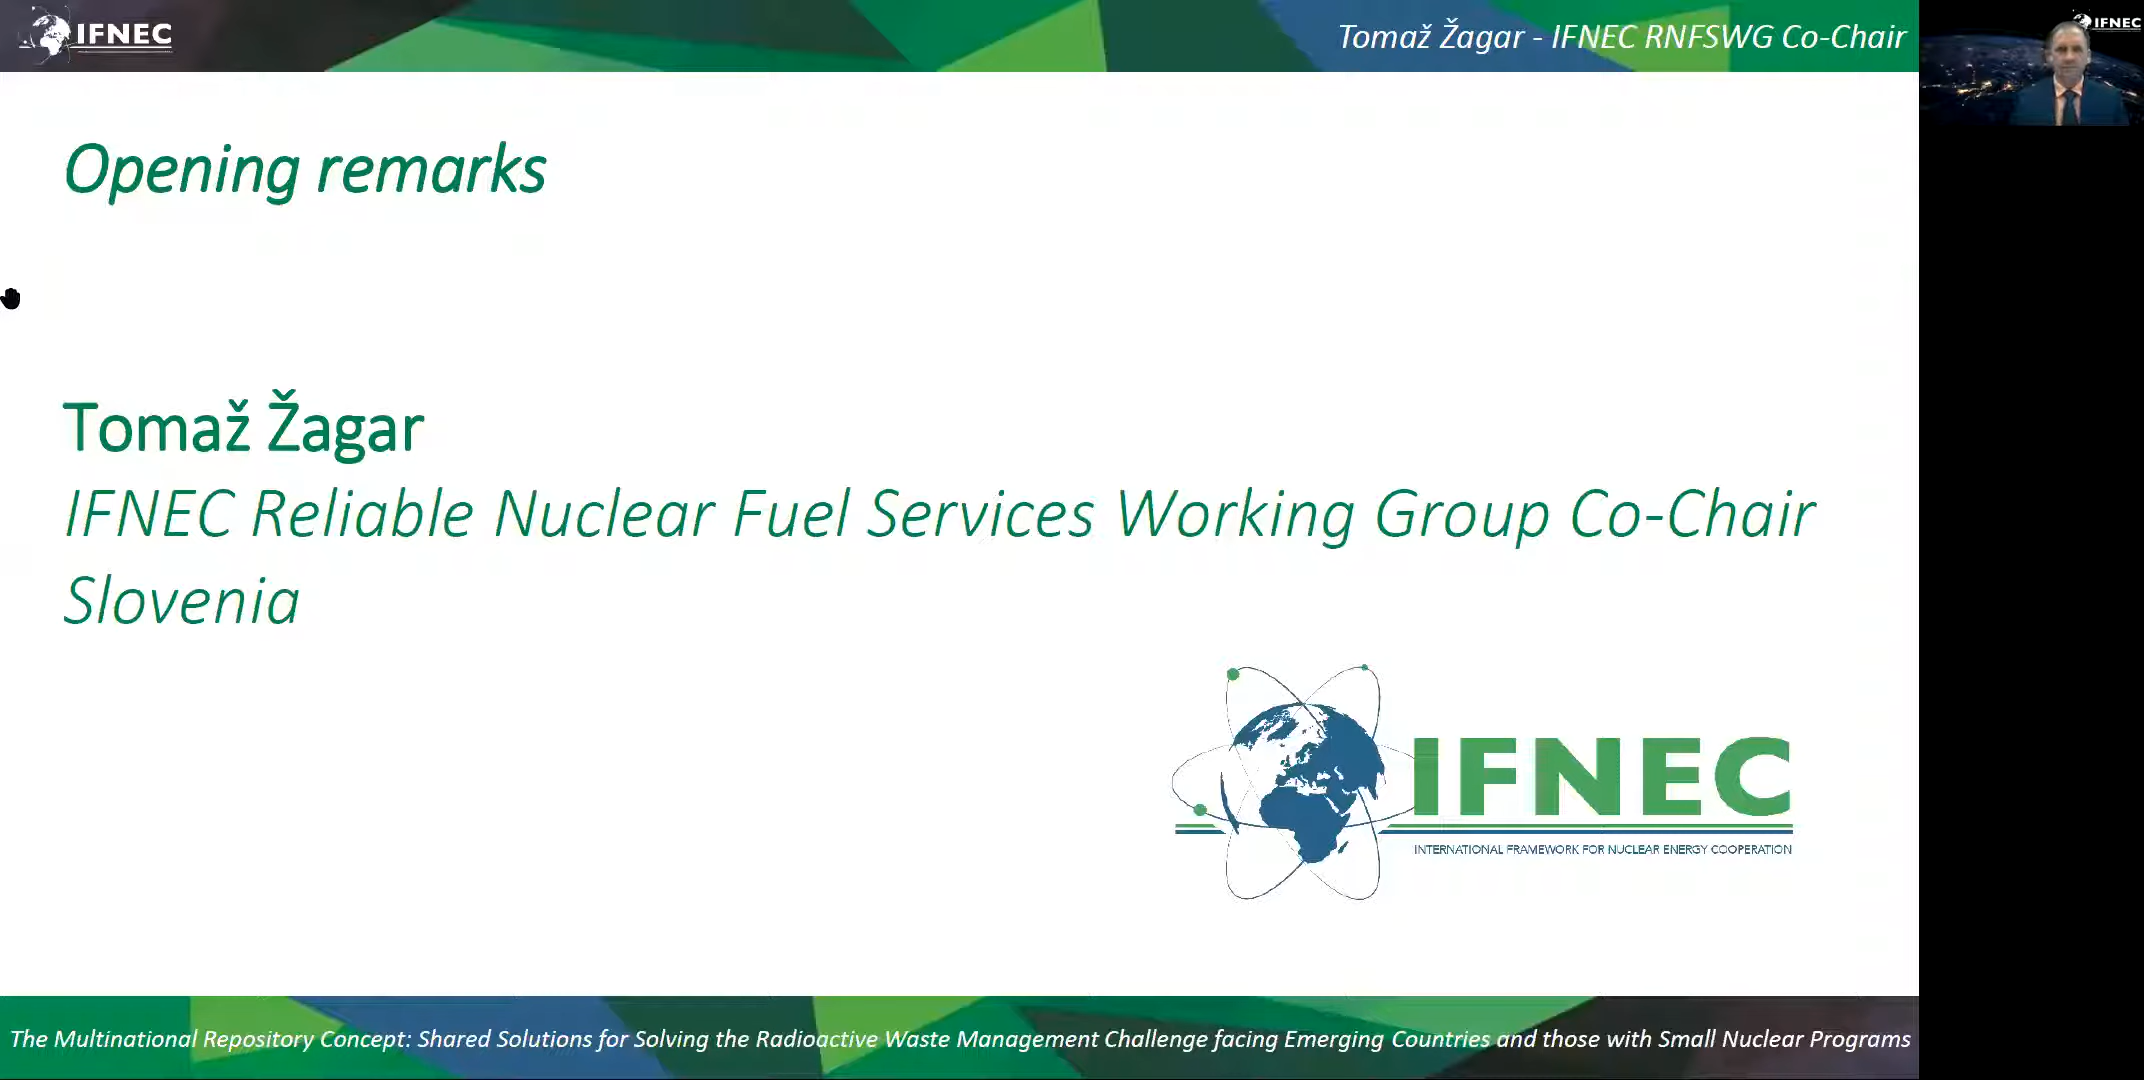 IFNEC
Tomaž Žagar - IFNEC RNFSWG Co-Chair
IFNEC
Opening remarks
Tomaž Žagar
IFNEC Reliable Nuclear Fuel Services Working Group Co-Chair
Slovenia
IFNEC
INTERNATIONAL FRAMEWORK FOR NUCLEAR ENERGY COOPERATION
The Multinational Repository Concept: Shared Solutions for Solving the Radioactive Waste Management Challenge facing Emerging Countries and those with Small Nuclear Programs